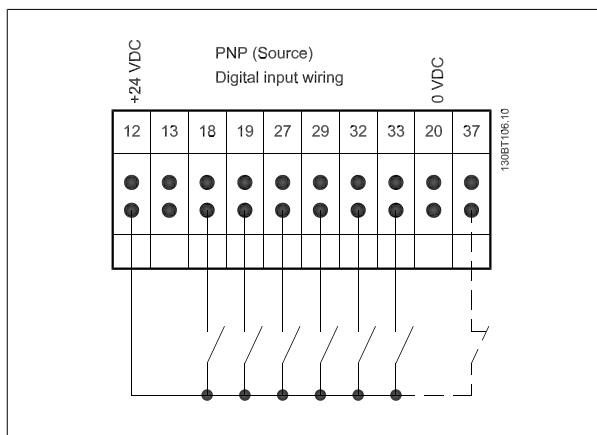 +24 VDC
PNP (Source)
Digital input wiring
0 VDC
12 13 18 19 27 29 32 33 20 37
130BT106.10